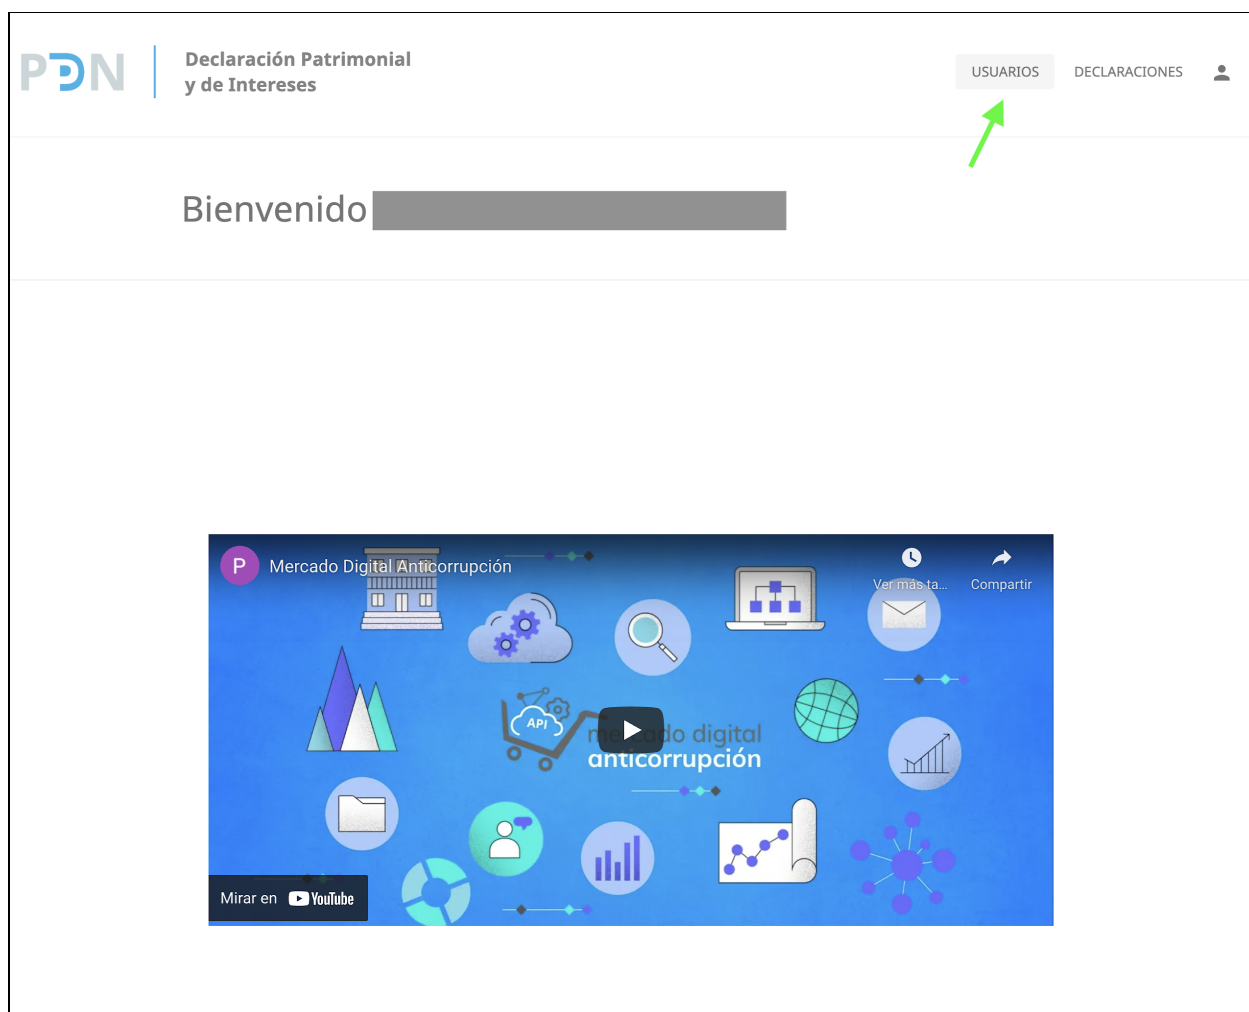 PDN
Declaración Patrimonial
y de Intereses
USUARIOS
DECLARACIONES
Bienvenido
P
Mercado Digital Anticorrupción
Ver más ta...
Compartir
API
mercado digital
anticorrupción
Mirar en YouTube